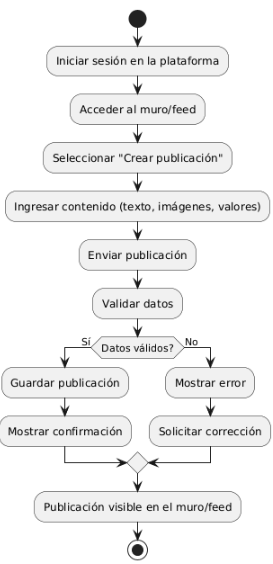 Iniciar sesión en la plataforma
Acceder al muro/feed
Seleccionar "Crear publicación"
Ingresar contenido (texto, imágenes, valores)
Enviar publicación
Validar datos
Sí
Datos válidos?
No
Guardar publicación
Mostrar error
Mostrar confirmación
Solicitar corrección
Publicación visible en el muro/feed